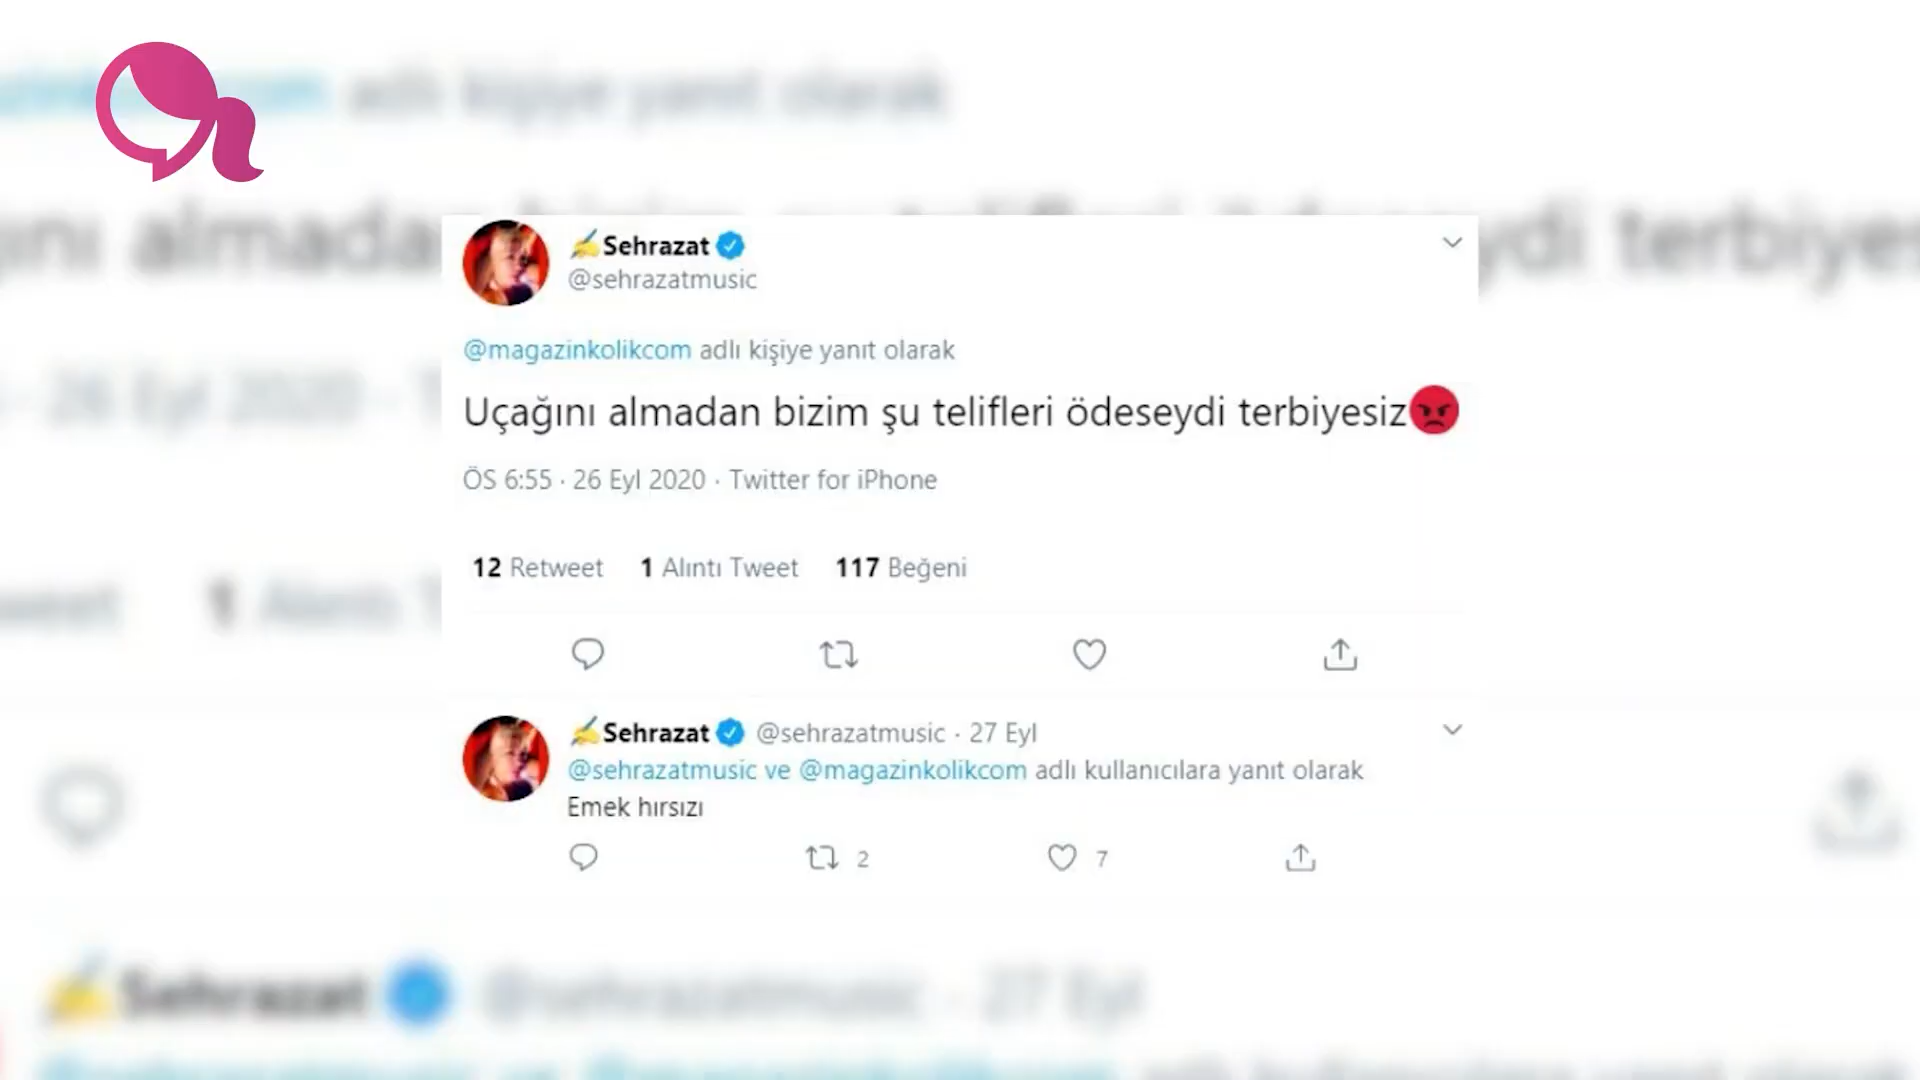 ✍Sehrazat
@sehrazatmusic
@magazinkolikcom adlı kişiye yanıt olarak
Uçağını almadan bizim şu telifleri ödeseydi terbiyesiz😡
ÖS 6:55 · 26 Eyl 2020 · Twitter for iPhone
12 Retweet 1 Alıntı Tweet 117 Beğeni
✍Sehrazat @sehrazatmusic · 27 Eyl
@sehrazatmusic ve @magazinkolikcom adlı kullanıcılara yanıt olarak
Emek hırsızı
2 7